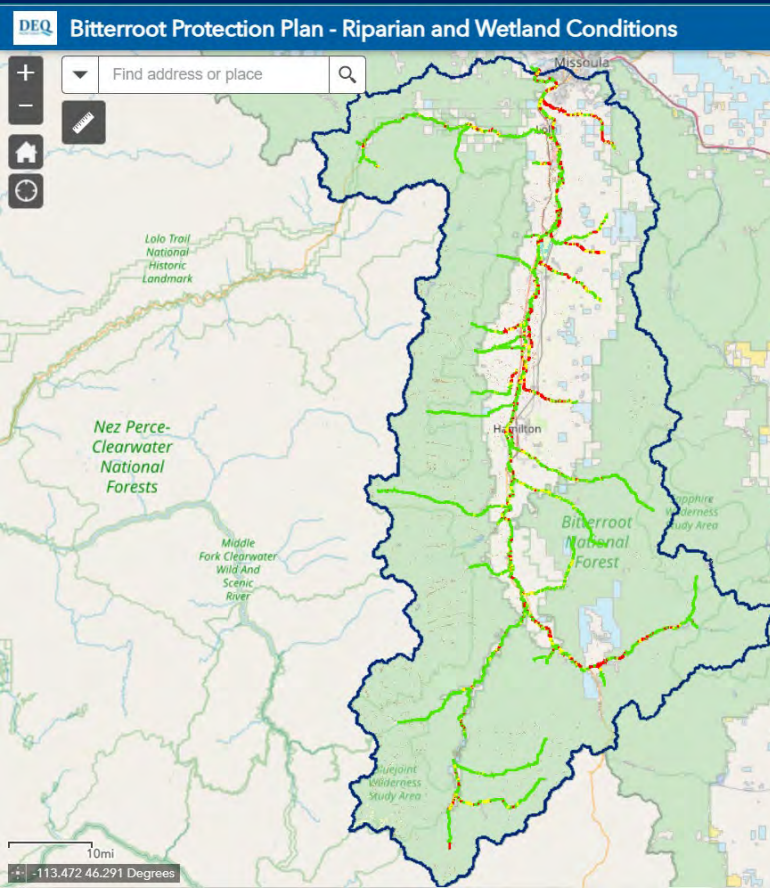 DEQ
Bitterroot Protection Plan - Riparian and Wetland Conditions
+
Find address or place
−
Missoula
Lolo
Lolo Trail
National
Historic
Landmark
Hamilton
Nez Perce-
Clearwater
National
Forests
Sapphire
Wilderness
Study Area
Bitterroot
National
Forest
Middle
Fork Clearwater
Wild And
Scenic
River
Bluejoint
Wilderness
Study Area
10mi
-113.472 46.291 Degrees